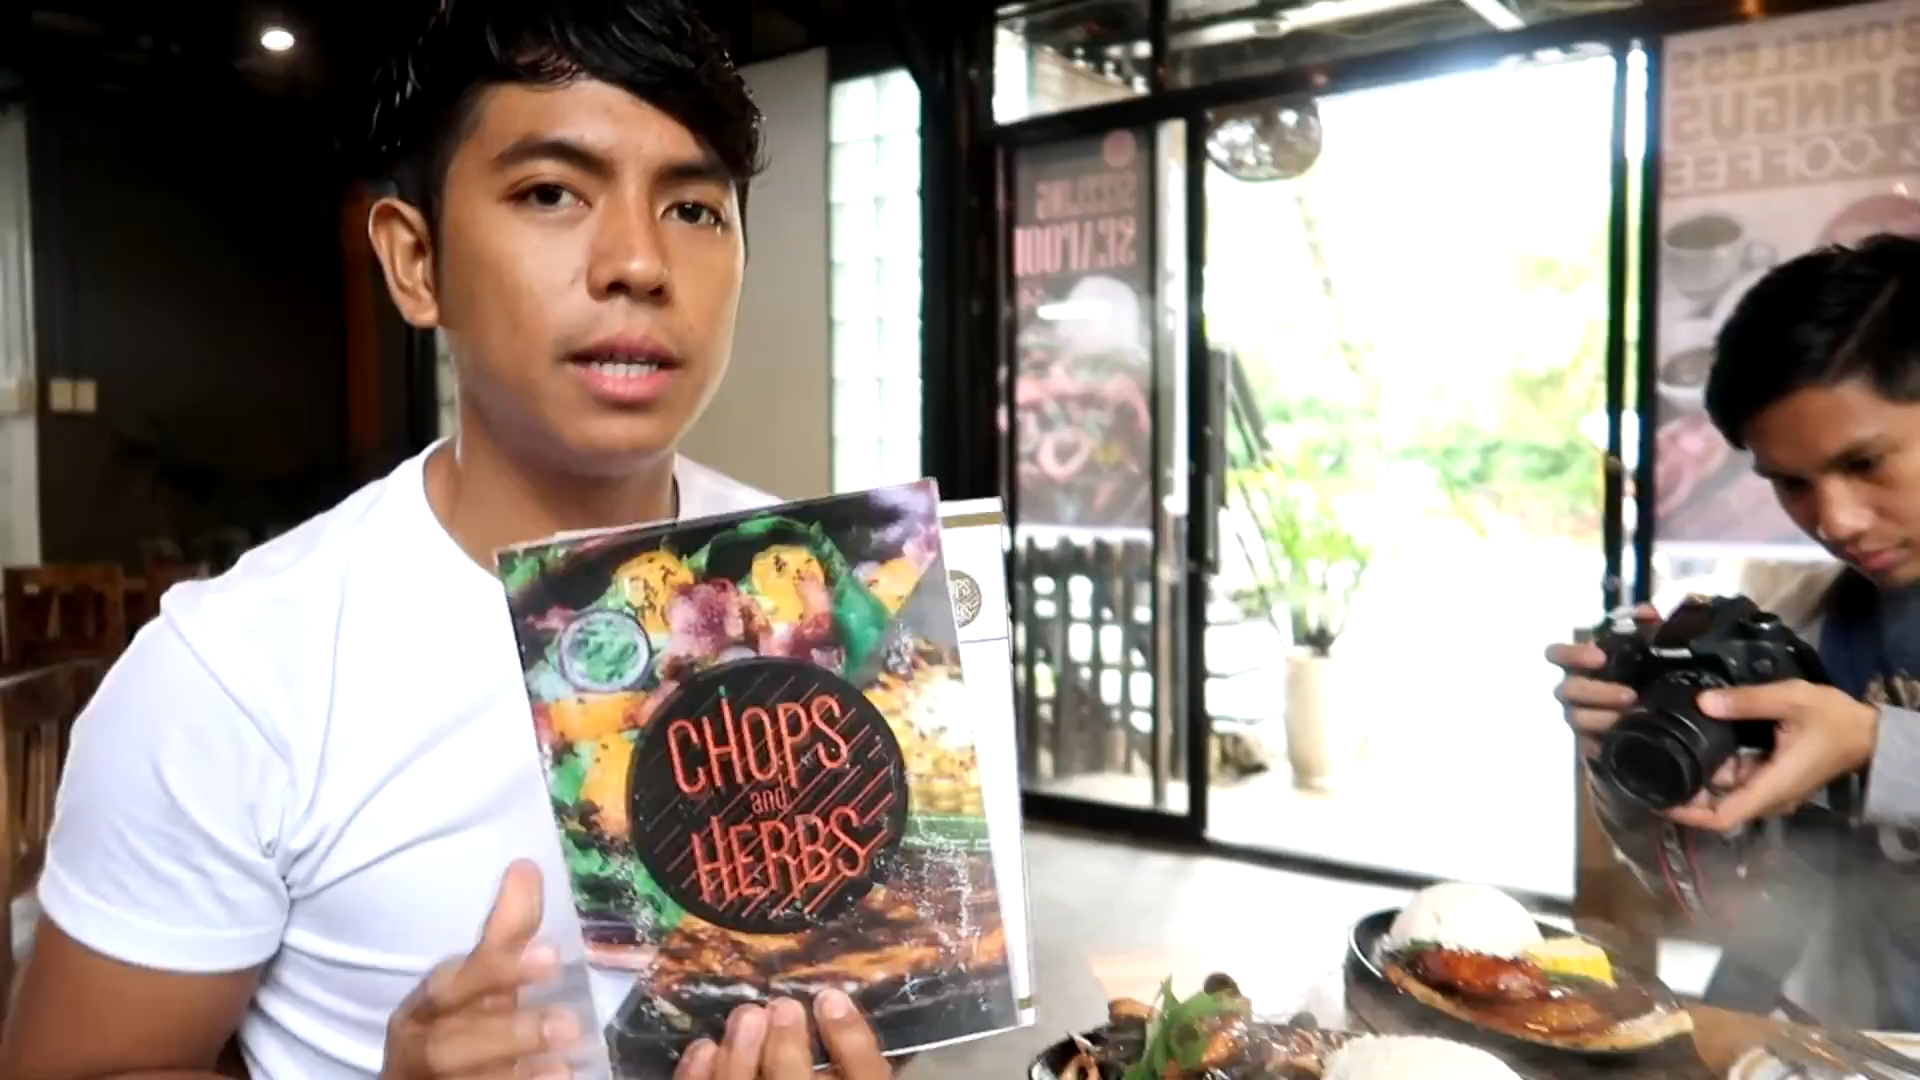 CHOPS
and
HERBS
SIZZLING
SEAFOOD
BONELESS
BANGUS
& COFFEE